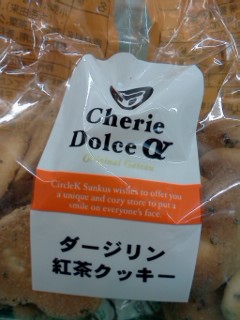 Cherie
Dolce α
Original Gateau
CircleK Sunkus wishes to offer you
a unique and cozy store to put a
smile on everyone's face.
ダージリン
紅茶クッキー